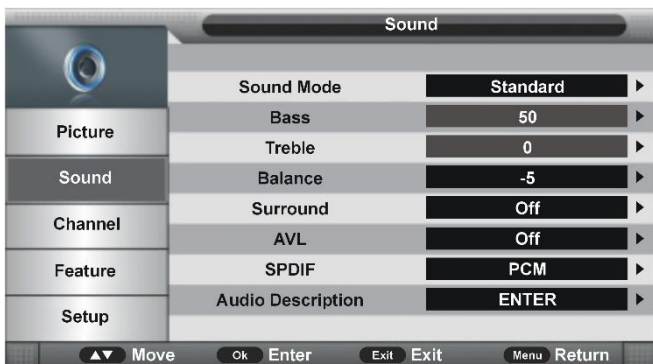 Sound
Sound Mode Standard
Bass 50
Treble 0
Balance -5
Surround Off
AVL Off
SPDIF PCM
Audio Description ENTER
Picture
Sound
Channel
Feature
Setup
Move Ok Enter Exit Exit Menu Return